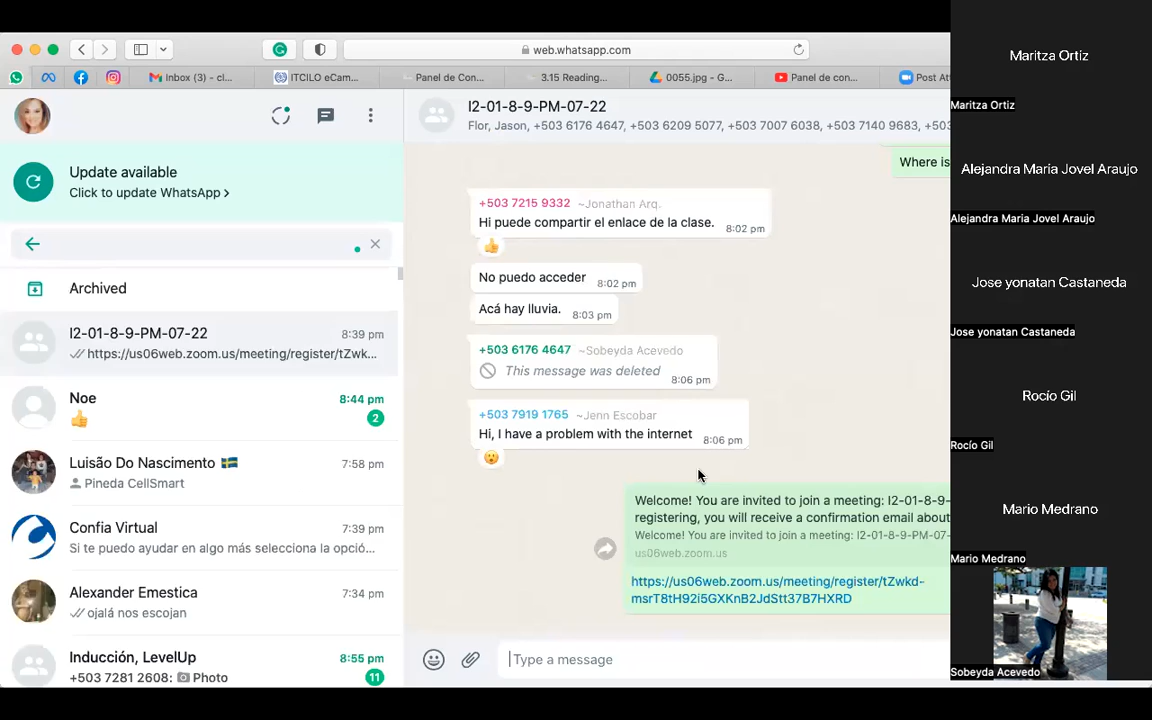 web.whatsapp.com
Inbox (3) - cl...
ITCILO eCam...
Panel de Con...
3.15 Reading...
0055.jpg - G...
Panel de con...
Post Att
Update available
Click to update WhatsApp >
Archived
I2-01-8-9-PM-07-22
8:39 pm
https://us06web.zoom.us/meeting/register/tZwk...
Noe
8:44 pm
2
Luisão Do Nascimento
7:58 pm
Pineda CellSmart
Confia Virtual
7:39 pm
Si te puedo ayudar en algo más selecciona la opció...
Alexander Emestica
7:34 pm
ojalá nos escojan
Inducción, LevelUp
8:55 pm
+503 7281 2608: Photo
11
I2-01-8-9-PM-07-22
Flor, Jason, +503 6176 4647, +503 6209 5077, +503 7007 6038, +503 7140 9683, +503
Where is
+503 7215 9332 ~Jonathan Arq.
Hi puede compartir el enlace de la clase.
8:02 pm
No puedo acceder
8:02 pm
Acá hay lluvia.
8:03 pm
+503 6176 4647 ~Sobeyda Acevedo
This message was deleted
8:06 pm
+503 7919 1765 ~Jenn Escobar
Hi, I have a problem with the internet
8:06 pm
Welcome! You are invited to join a meeting: I2-01-8-9-
registering, you will receive a confirmation email about
Welcome! You are invited to join a meeting: I2-01-8-9-PM-07-
us06web.zoom.us
https://us06web.zoom.us/meeting/register/tZwkd-
msrT8tH92i5GXKnB2JdStt37B7HXRD
Type a message
Maritza Ortiz
Maritza Ortiz
Alejandra Maria Jovel Araujo
Alejandra Maria Jovel Araujo
Jose yonatan Castaneda
Jose yonatan Castaneda
Rocío Gil
Rocío Gil
Mario Medrano
Mario Medrano
Sobeyda Acevedo